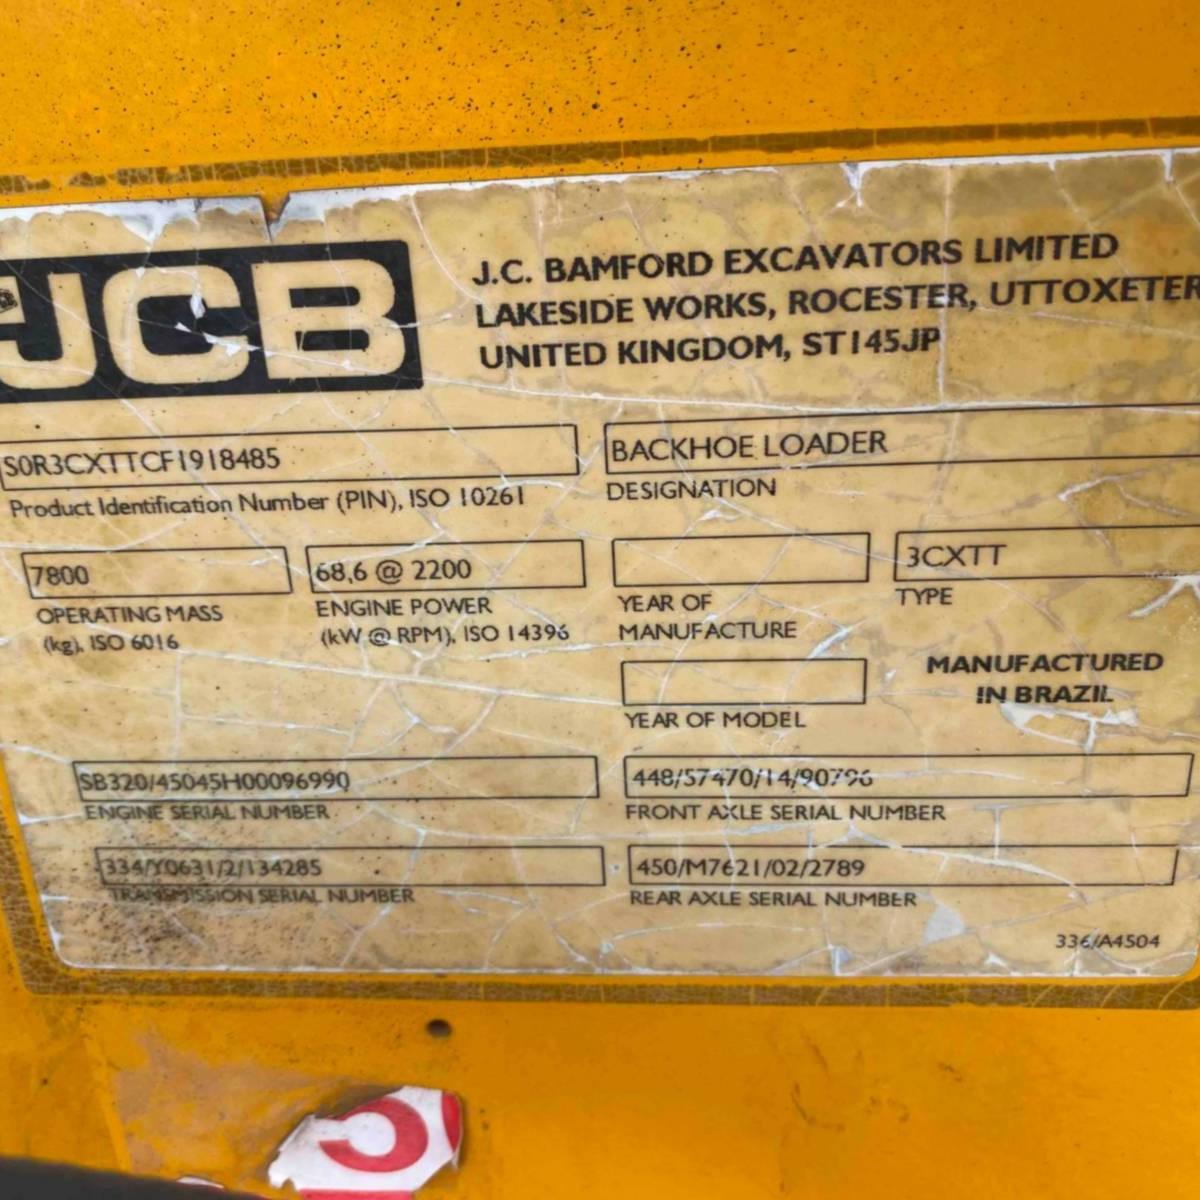 JCB
J.C. BAMFORD EXCAVATORS LIMITED
LAKESIDE WORKS, ROCESTER, UTTOXETER
UNITED KINGDOM, ST145JP
S0R3CXTTCF1918485
BACKHOE LOADER
Product Identification Number (PIN), ISO 10261
DESIGNATION
7800
68,6 @ 2200
3CXTT
OPERATING MASS
(kg), ISO 6016
ENGINE POWER
(kW @ RPM), ISO 14396
YEAR OF
MANUFACTURE
TYPE
YEAR OF MODEL
MANUFACTURED
IN BRAZIL
SB320/45045H00096990
448/57470/14/90796
ENGINE SERIAL NUMBER
FRONT AXLE SERIAL NUMBER
334/Y0631/2/134285
450/M7621/02/2789
TRANSMISSION SERIAL NUMBER
REAR AXLE SERIAL NUMBER
336/A4504